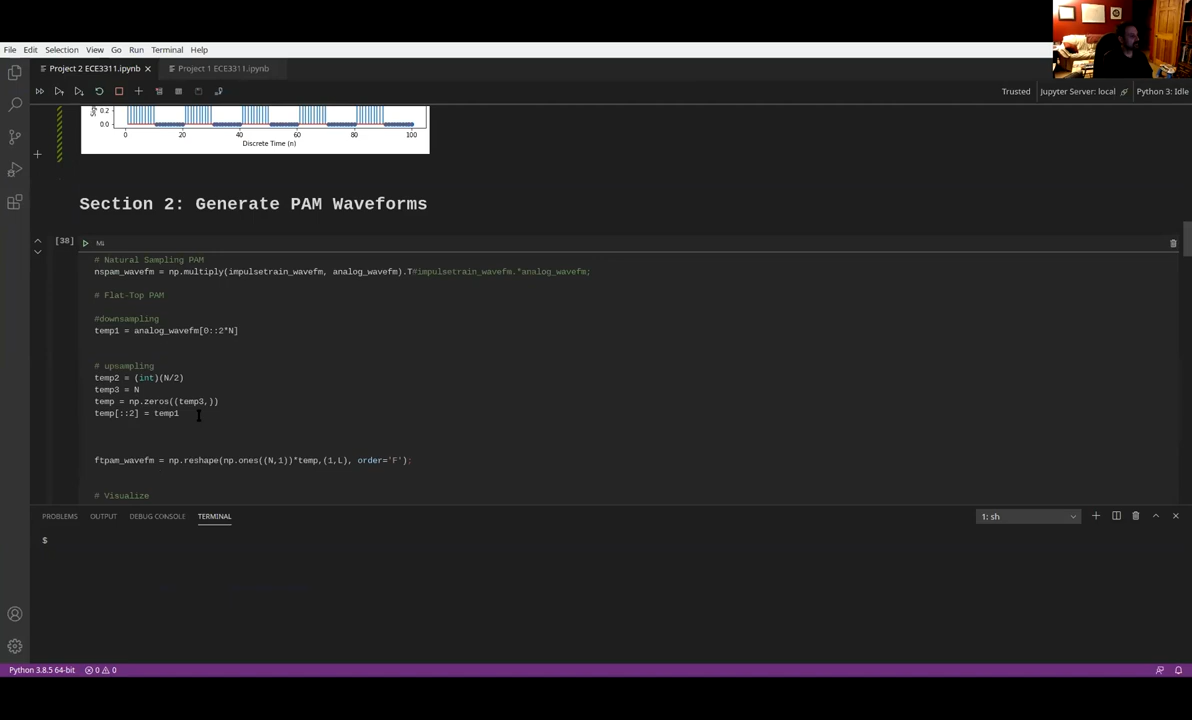 File Edit Selection View Go Run Terminal Help
Project 2 ECE3311.ipynb Project 1 ECE3311.ipynb
Trusted Jupyter Server: local Python 3: Idle
0.2
0.0
0 20 40 60 80 100
Discrete Time (n)
Section 2: Generate PAM Waveforms
[38]
# Natural Sampling PAM
nspam_wavefm = np.multiply(impulsetrain_wavefm, analog_wavefm).T#impulsetrain_wavefm.*analog_wavefm;
# Flat-Top PAM
#downsampling
temp1 = analog_wavefm[0::2*N]
# upsampling
temp2 = (int)(N/2)
temp3 = N
temp = np.zeros((temp3,))
temp[::2] = temp1
ftpam_wavefm = np.reshape(np.ones((N,1))*temp,(1,L), order='F');
# Visualize
PROBLEMS OUTPUT DEBUG CONSOLE TERMINAL 1: sh
$
Python 3.8.5 64-bit 0 0